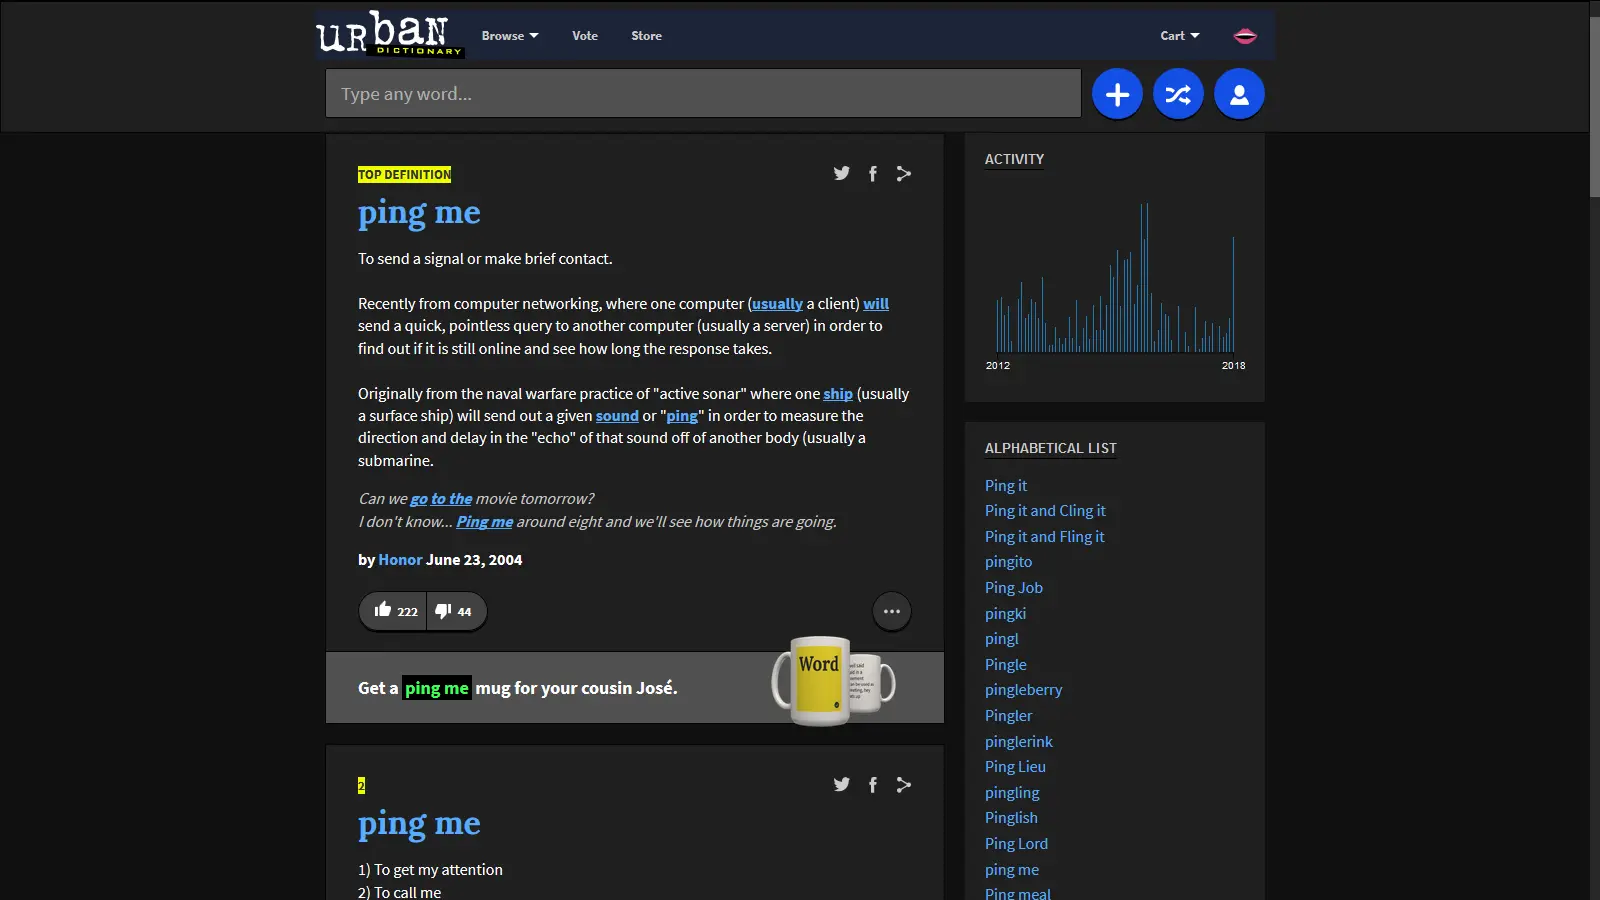 urban
DICTIONARY
Browse
Vote
Store
Cart
Type any word...
TOP DEFINITION
ping me
To send a signal or make brief contact.
Recently from computer networking, where one computer (usually a client) will
send a quick, pointless query to another computer (usually a server) in order to
find out if it is still online and see how long the response takes.
Originally from the naval warfare practice of "active sonar" where one ship (usually
a surface ship) will send out a given sound or "ping" in order to measure the
direction and delay in the "echo" of that sound off of another body (usually a
submarine.
Can we go to the movie tomorrow?
I don't know... Ping me around eight and we'll see how things are going.
by Honor June 23, 2004
222
44
Get a ping me mug for your cousin José.
Word
2
ping me
1) To get my attention
2) To call me
ACTIVITY
2012
2018
ALPHABETICAL LIST
Ping it
Ping it and Cling it
Ping it and Fling it
pingito
Ping Job
pingki
pingl
Pingle
pingleberry
Pingler
pinglerink
Ping Lieu
pingling
Pinglish
Ping Lord
ping me
Ping meal